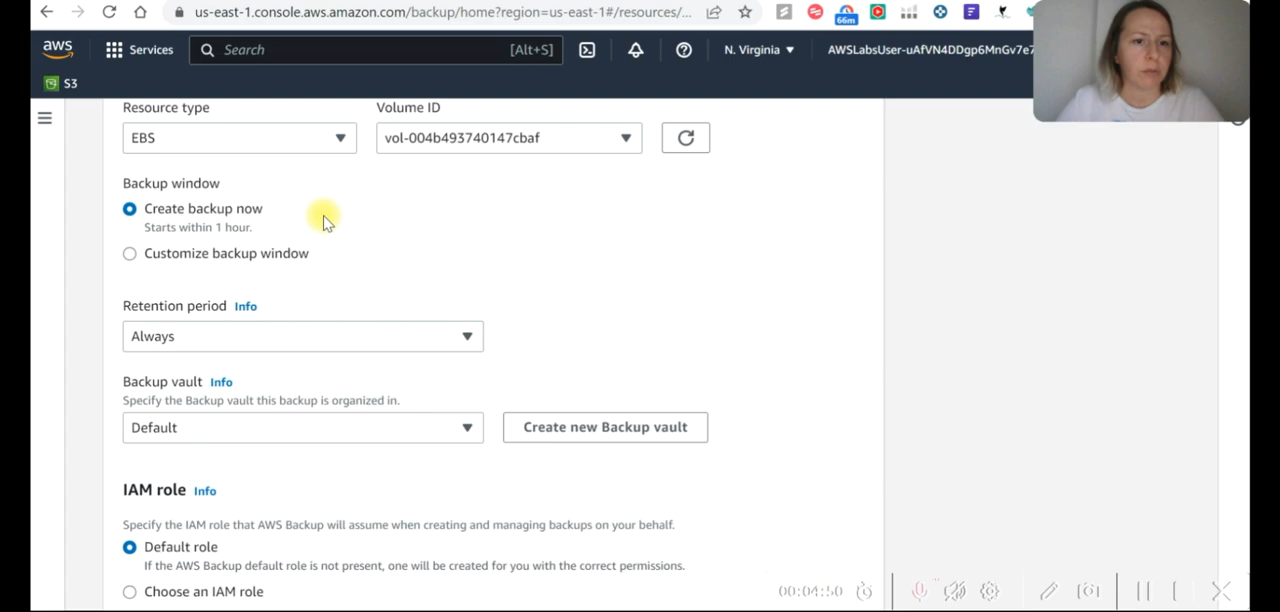 us-east-1.console.aws.amazon.com/backup/home?region=us-east-1#/resources/...
66m
aws
Services
Search
[Alt+S]
N. Virginia
AWSLabsUser-uAfVN4DDgp6MnGv7e7
S3
Resource type
Volume ID
EBS
vol-004b493740147cbaf
Backup window
Create backup now
Starts within 1 hour.
Customize backup window
Retention period Info
Always
Backup vault Info
Specify the Backup vault this backup is organized in.
Default
Create new Backup vault
IAM role Info
Specify the IAM role that AWS Backup will assume when creating and managing backups on your behalf.
Default role
If the AWS Backup default role is not present, one will be created for you with the correct permissions.
Choose an IAM role
00:04:50